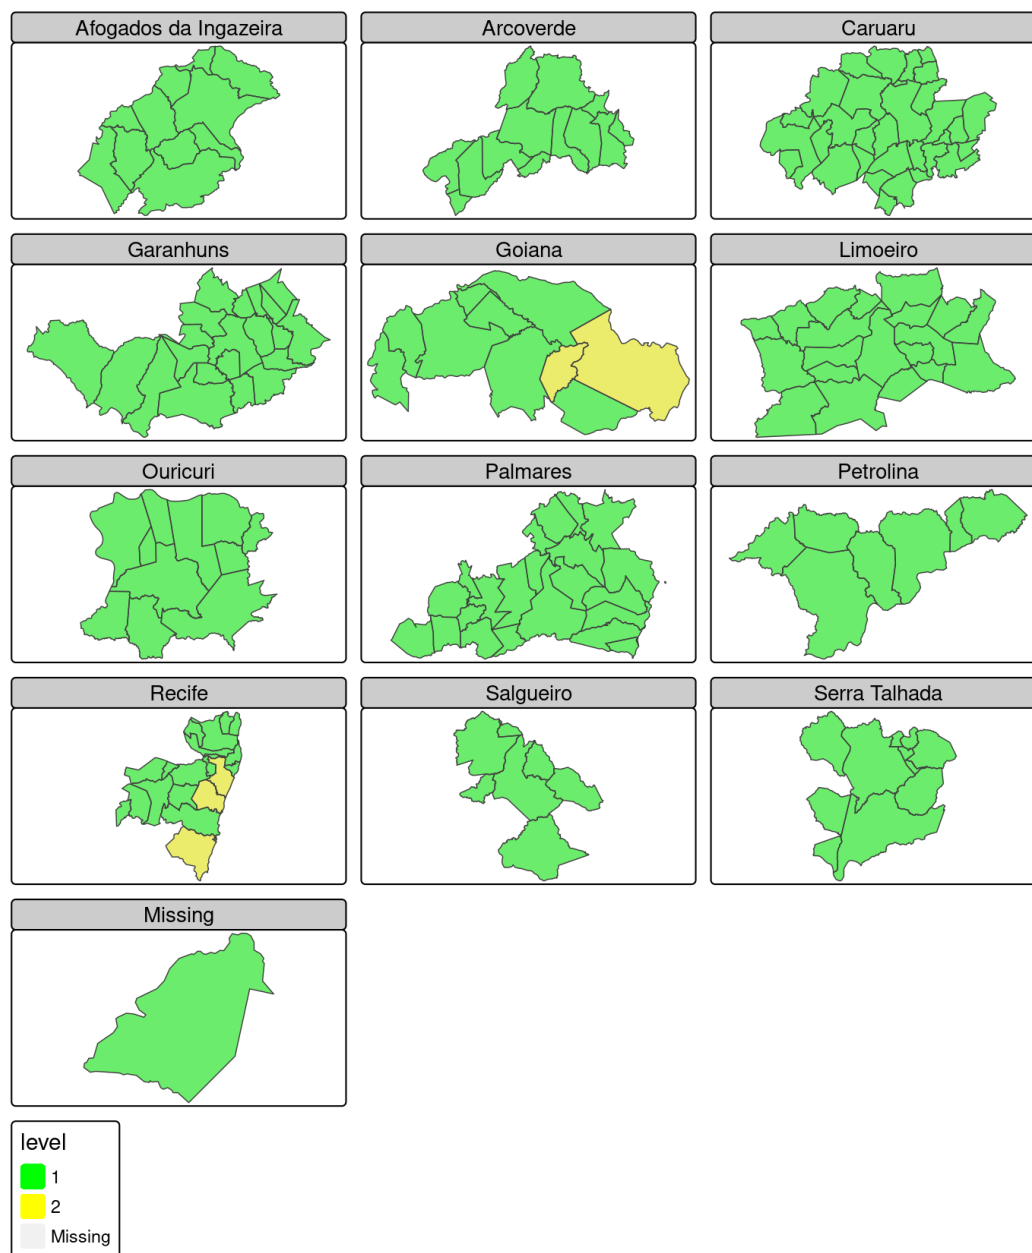 Afogados da Ingazeira
Arcoverde
Caruaru
Garanhuns
Goiana
Limoeiro
Ouricuri
Palmares
Petrolina
Recife
Salgueiro
Serra Talhada
Missing
level
1
2
Missing